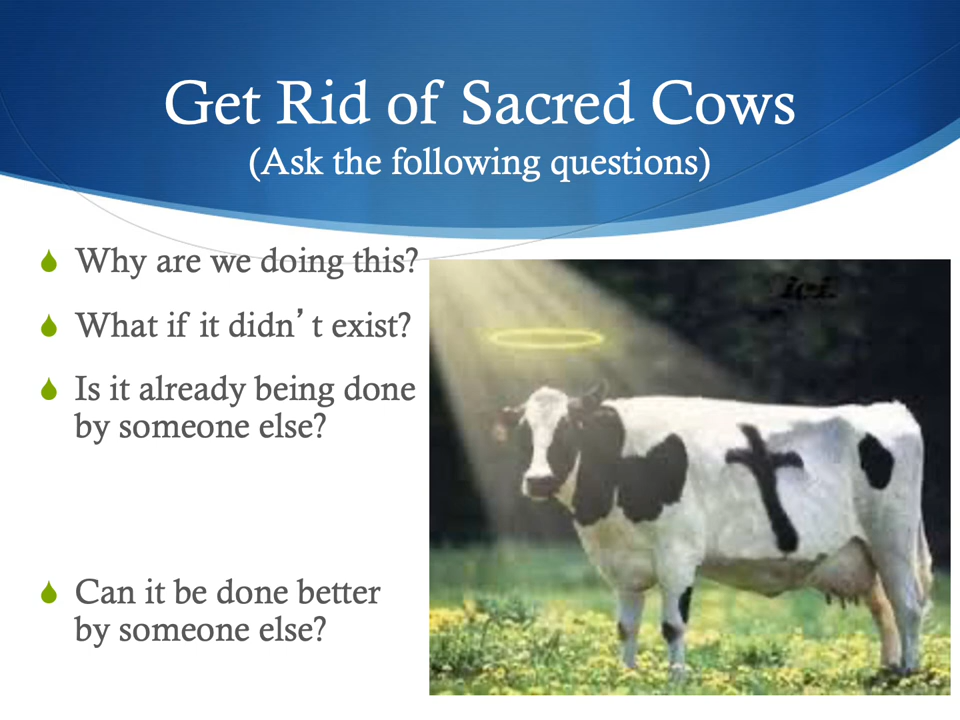 Get Rid of Sacred Cows
(Ask the following questions)
Why are we doing this?
What if it didn’t exist?
Is it already being done
by someone else?
Can it be done better
by someone else?